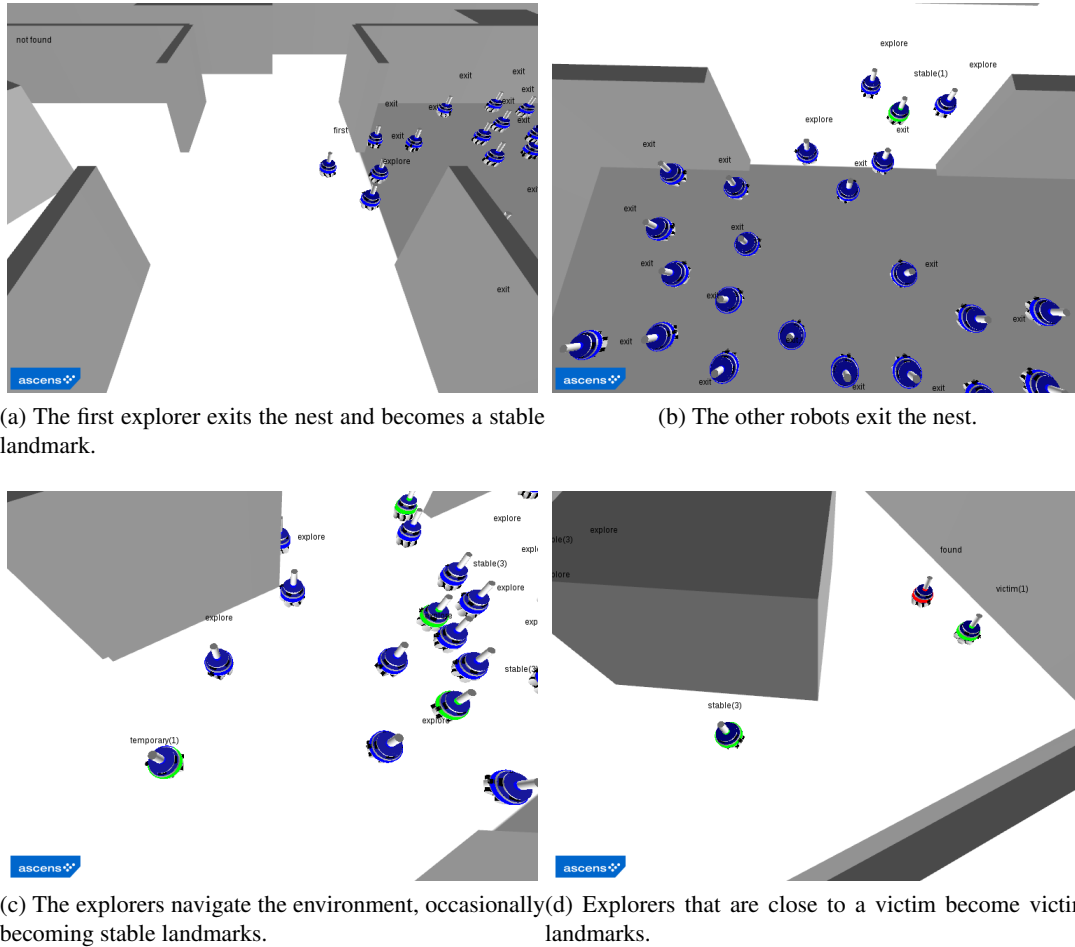 not found
exit
exit
exit
exit
exit
exit
exit
first
exit
explore
exit
exit
ascens
explore
stable(1)
explore
explore
exit
exit
exit
exit
exit
exit
exit
exit
exit
exit
exit
exit
exit
exit
ascens
(a) The first explorer exits the nest and becomes a stable
landmark.
(b) The other robots exit the nest.
explore
explore
stable(3)
explore
explore
stable(3)
explore
temporary(1)
ascens
explore
found
victim(1)
stable(3)
ascens
(c) The explorers navigate the environment, occasionally
becoming stable landmarks.
(d) Explorers that are close to a victim become victim
landmarks.